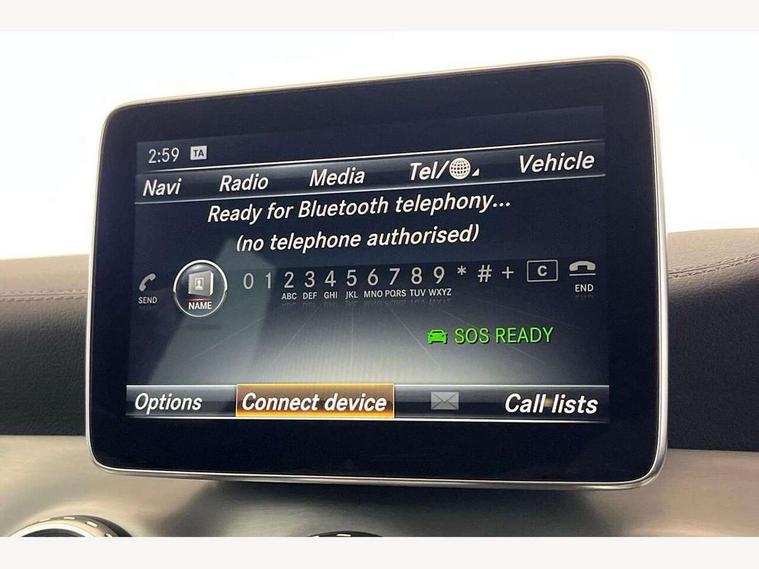 2:59 TA
Navi Radio Media Tel/ Vehicle
Ready for Bluetooth telephony...
(no telephone authorised)
0 1 2 3 4 5 6 7 8 9 * # + C
ABC DEF GHI JKL MNO PQRS TUV WXYZ
SEND NAME END
SOS READY
Options Connect device Call lists